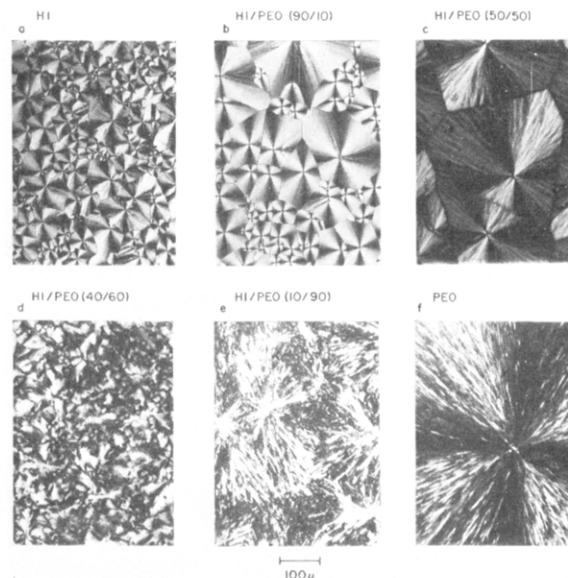 HI
HI/PEO (90/10)
HI/PEO (50/50)
a
b
c
HI/PEO (40/60)
HI/PEO (10/90)
PEO
d
e
f
100μ